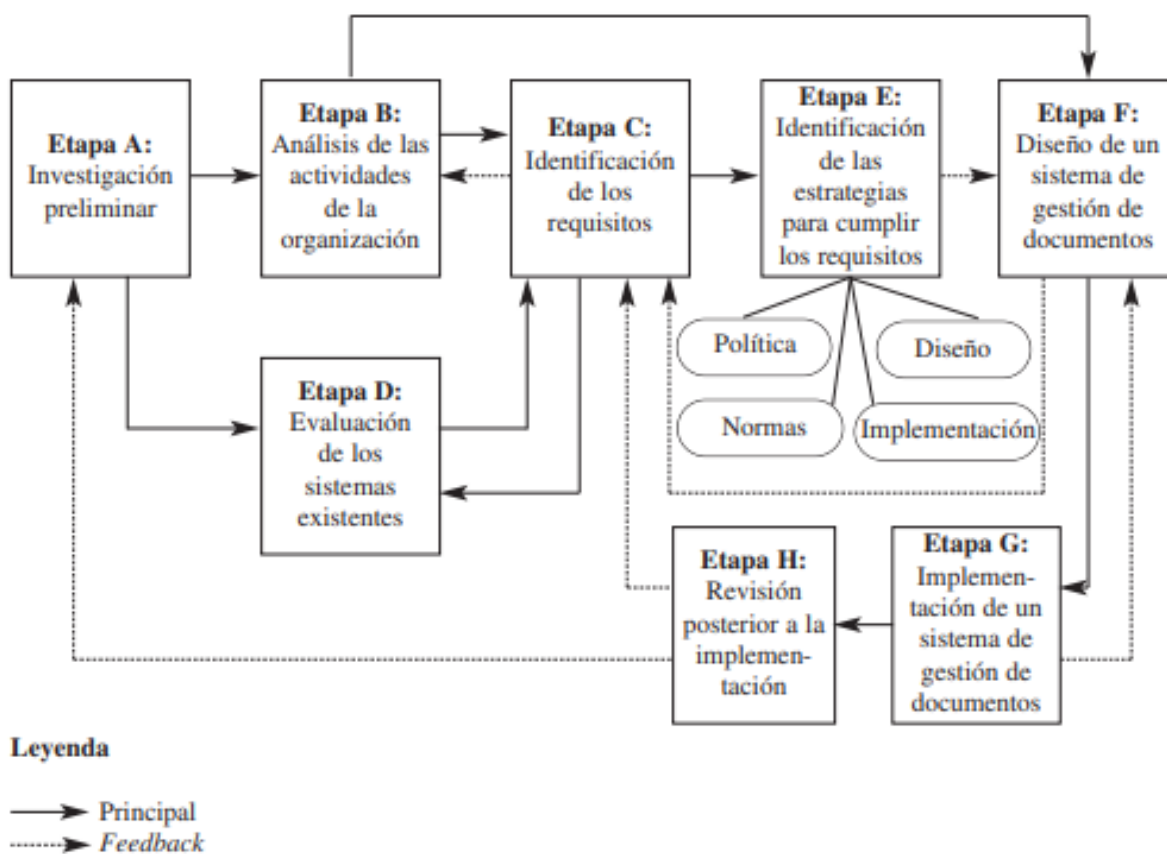 Etapa A:
Investigación
preliminar
Etapa B:
Análisis de las
actividades
de la
organización
Etapa C:
Identificación
de los
requisitos
Etapa E:
Identificación
de las
estrategias
para cumplir
los requisitos
Etapa F:
Diseño de un
sistema de
gestión de
documentos
Política
Diseño
Normas
Implementación
Etapa D:
Evaluación
de los
sistemas
existentes
Etapa H:
Revisión
posterior a la
implemen-
tación
Etapa G:
Implemen-
tación de un
sistema de
gestión de
documentos
Leyenda
Principal
Feedback